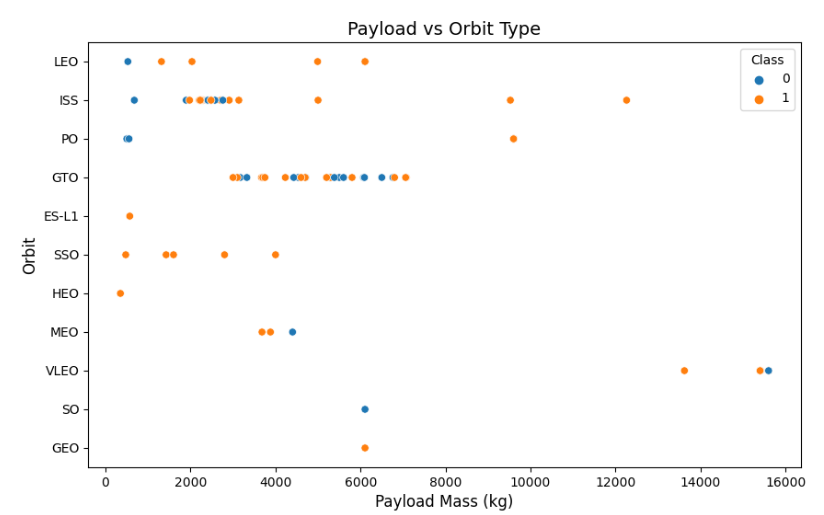 Payload vs Orbit Type
Class
0
1
LEO
ISS
PO
GTO
ES-L1
SSO
HEO
MEO
VLEO
SO
GEO
Orbit
0 2000 4000 6000 8000 10000 12000 14000 16000
Payload Mass (kg)